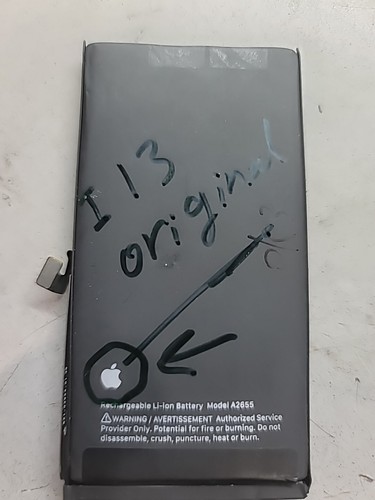 I 13
original
Rechargeable Li-ion Battery Model A2655
⚠WARNING / AVERTISSEMENT Authorized Service
Provider Only. Potential for fire or burning. Do not
disassemble, crush, puncture, heat or burn.